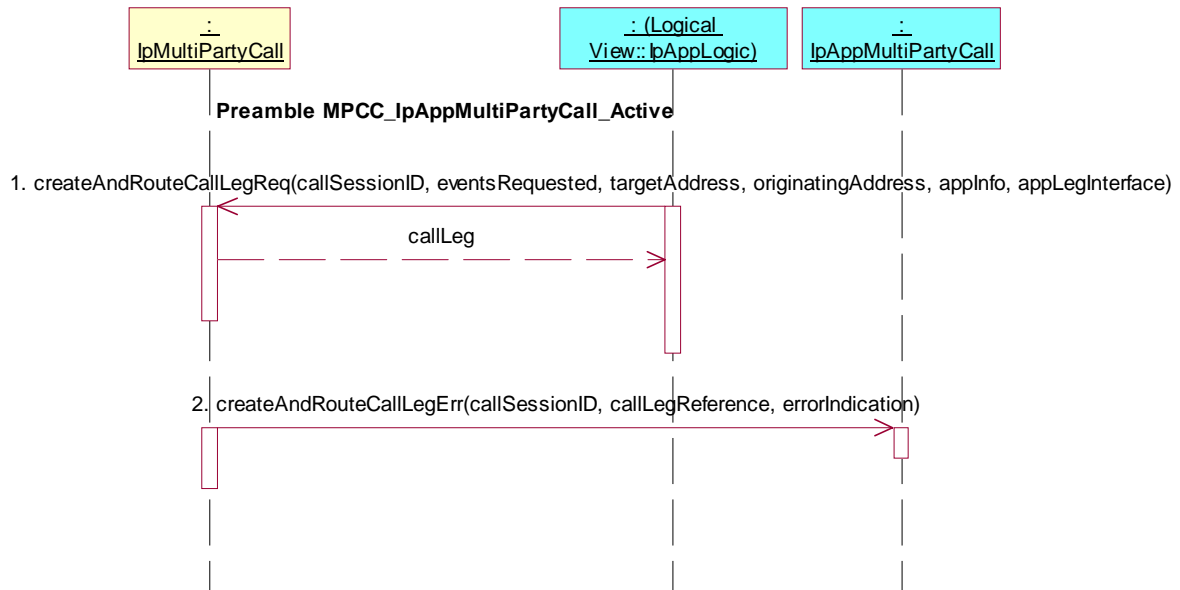 :
IpMultiPartyCall
: (Logical
View::IpAppLogic)
:
IpAppMultiPartyCall
Preamble MPCC_IpAppMultiPartyCall_Active
1. createAndRouteCallLegReq(callSessionID, eventsRequested, targetAddress, originatingAddress, appInfo, appLegInterface)
callLeg
2. createAndRouteCallLegErr(callSessionID, callLegReference, errorIndication)